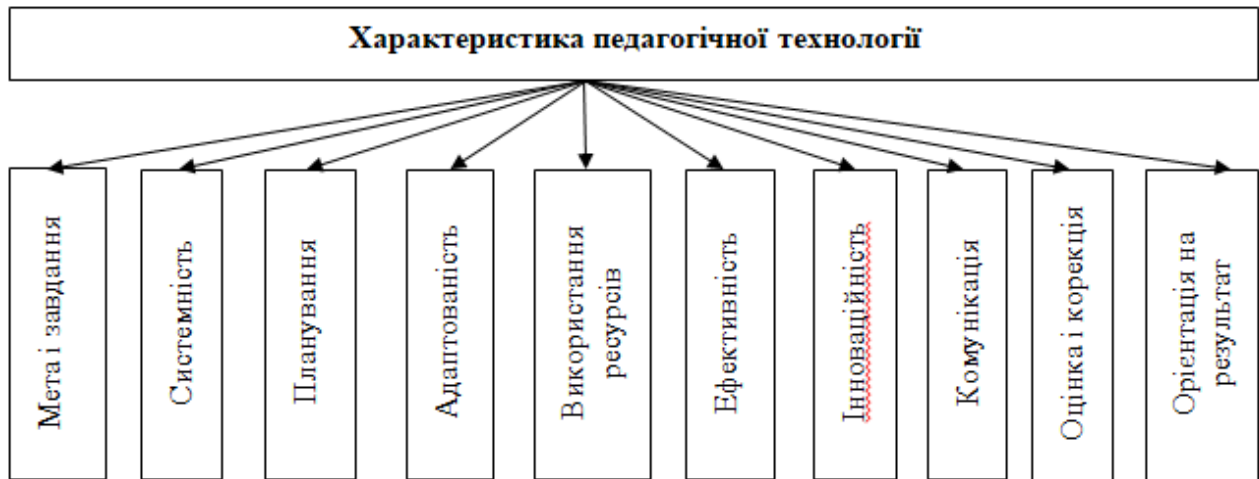 Характеристика педагогічної технології
Мета і завдання
Системність
Планування
Адаптованість
Використання
ресурсів
Ефективність
Інноваційність
Комунікація
Оцінка і корекція
Орієнтація на
результат